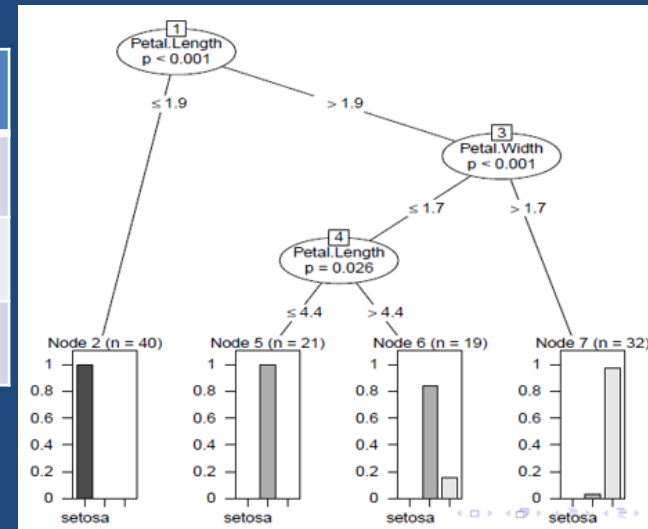 1
Petal.Length
p < 0.001
≤ 1.9
> 1.9
3
Petal.Width
p < 0.001
≤ 1.7
> 1.7
4
Petal.Length
p = 0.026
≤ 4.4
> 4.4
Node 2 (n = 40)
1
0.8
0.6
0.4
0.2
0
setosa
Node 5 (n = 21)
1
0.8
0.6
0.4
0.2
0
setosa
Node 6 (n = 19)
1
0.8
0.6
0.4
0.2
0
setosa
Node 7 (n = 32)
1
0.8
0.6
0.4
0.2
0
setosa